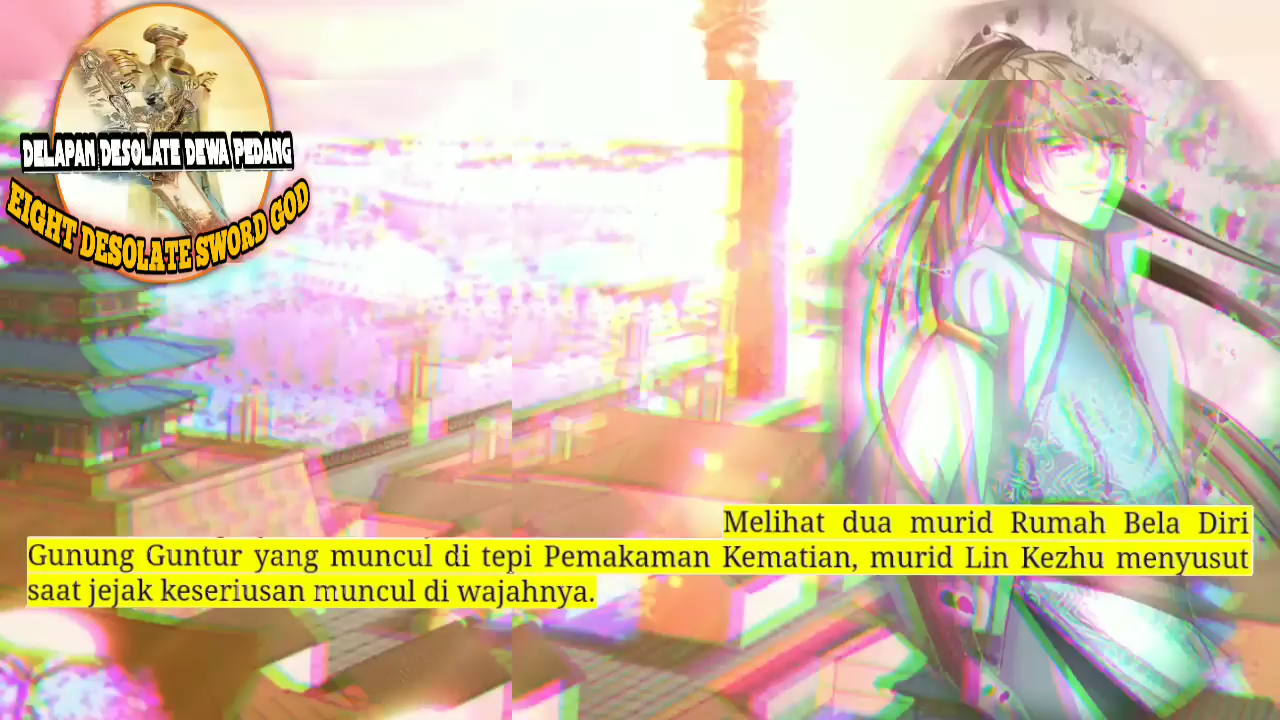 DELAPAN DESOLATE DEWA PEDANG
EIGHT DESOLATE SWORD GOD
Melihat dua murid Rumah Bela Diri
Gunung Guntur yang muncul di tepi Pemakaman Kematian, murid Lin Kezhu menyusut
saat jejak keseriusan muncul di wajahnya.